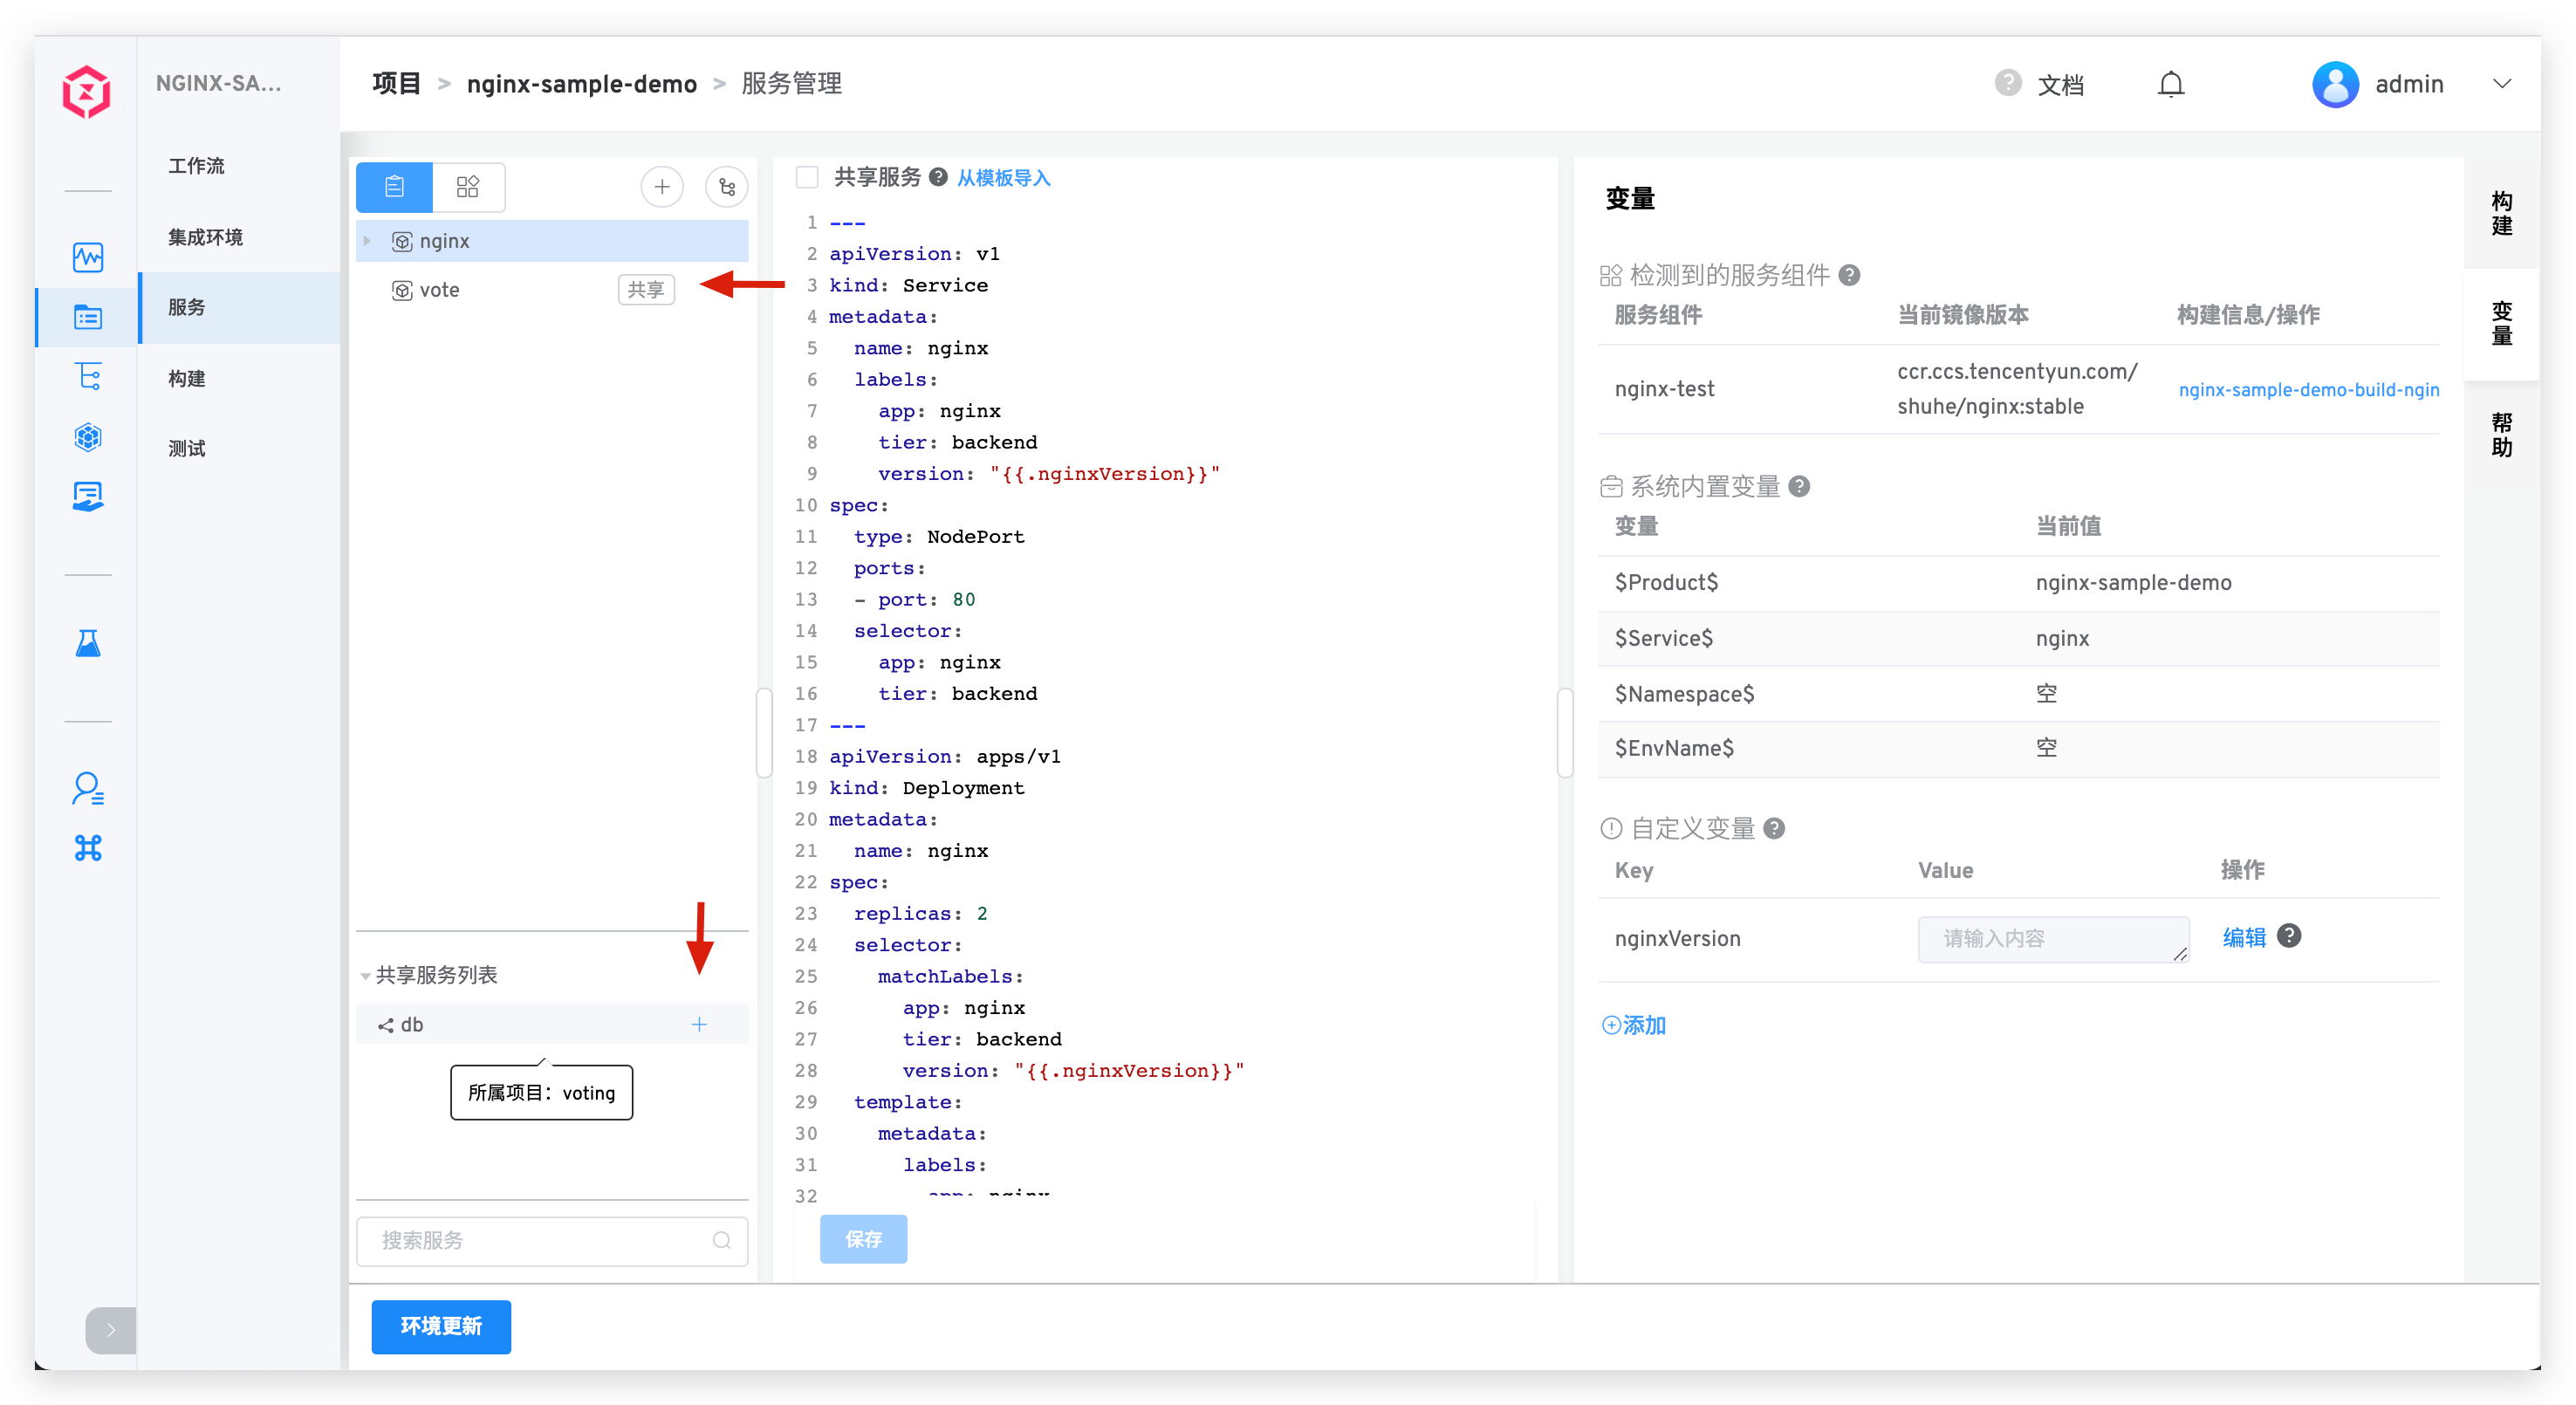 NGINX-SA...
项目 > nginx-sample-demo > 服务管理
? 文档
admin
工作流
集成环境
服务
构建
测试
nginx
vote 共享
共享服务列表
db
所属项目：voting
搜索服务
共享服务 ? 从模板导入
1 ---
2 apiVersion: v1
3 kind: Service
4 metadata:
5   name: nginx
6   labels:
7     app: nginx
8     tier: backend
9     version: "{{.nginxVersion}}"
10 spec:
11   type: NodePort
12   ports:
13   - port: 80
14   selector:
15     app: nginx
16     tier: backend
17 ---
18 apiVersion: apps/v1
19 kind: Deployment
20 metadata:
21   name: nginx
22 spec:
23   replicas: 2
24   selector:
25     matchLabels:
26       app: nginx
27       tier: backend
28       version: "{{.nginxVersion}}"
29   template:
30     metadata:
31       labels:
32         app: nginx
保存
环境更新
变量
检测到的服务组件 ?
服务组件 当前镜像版本 构建信息/操作
nginx-test ccr.ccs.tencentyun.com/ nginx-sample-demo-build-ngin
shuhe/nginx:stable
系统内置变量 ?
变量 当前值
$Product$ nginx-sample-demo
$Service$ nginx
$Namespace$ 空
$EnvName$ 空
自定义变量 ?
Key Value 操作
nginxVersion 请输入内容 编辑 ?
添加
构建
变量
帮助